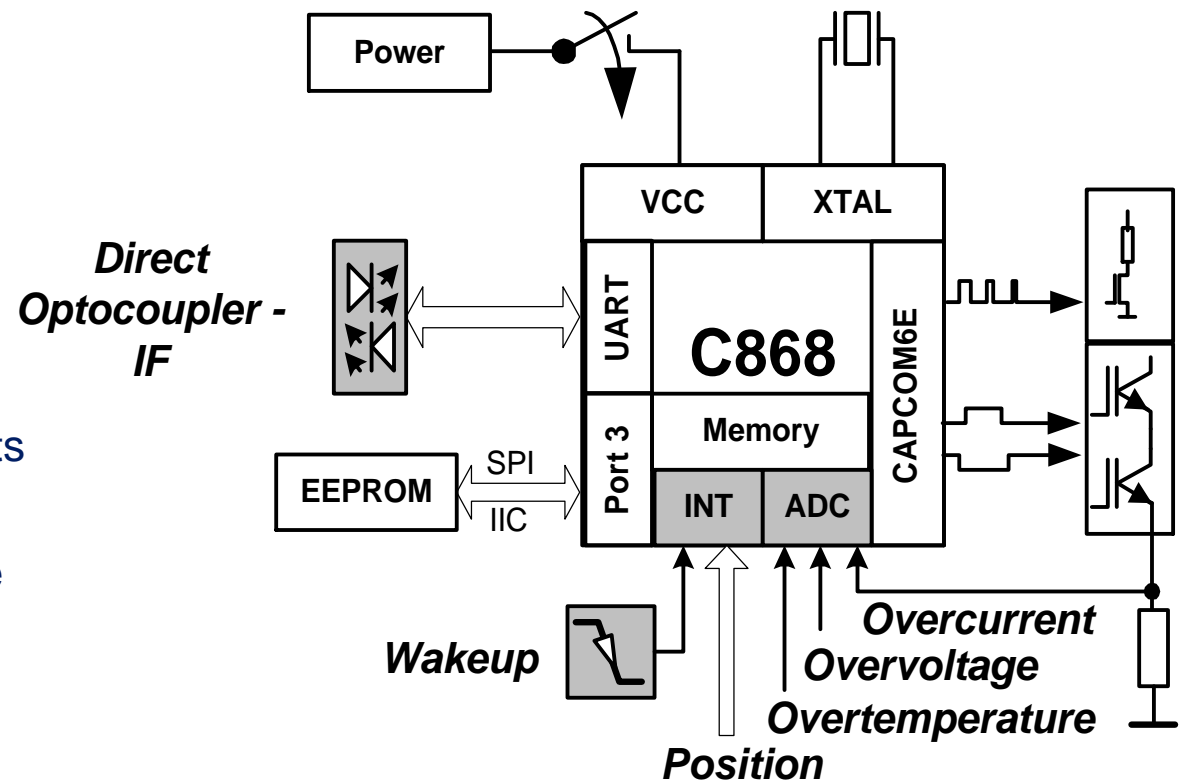 Power
VCC
XTAL
Direct
Optocoupler -
IF
UART
C868
CAPCOM6E
Memory
Port 3
ts
SPI
EEPROM
IIC
INT
ADC
e
Overcurrent
Wakeup
Overvoltage
Overtemperature
Position